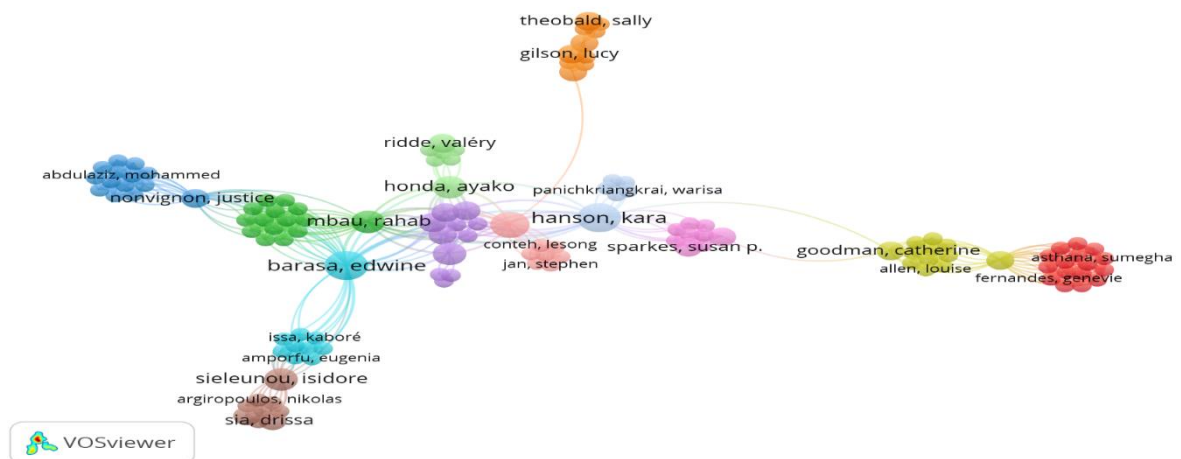 theobald, sally
gilson, lucy
ridde, valéry
abdulaziz, mohammed
nonvignon, justice
honda, ayako
panichkriangkrai, warisa
mbau, rahab
hanson, kara
conteh, lesong
sparkes, susan p.
jan, stephen
barasa, edwine
goodman, catherine
allen, louise
asthana, sumegha
fernandes, genevie
issa, kaboré
amporfu, eugenia
sieleunou, isidore
argiropoulos, nikolas
sia, drissa
VOSviewer